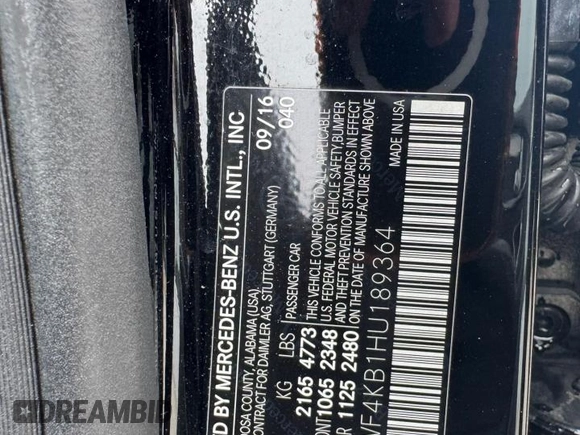 D BY MERCEDES-BENZ U.S. INTL., INC
OSA COUNTY, ALABAMA (USA)
CONTRACT FOR DAIMLER AG, STUTTGART (GERMANY)
09/16
040
KG LBS PASSENGER CAR
2165 4773 THIS VEHICLE CONFORMS TO ALL APPLICABLE
ONT 1065 2348 U.S. FEDERAL MOTOR VEHICLE SAFETY, BUMPER
R 1125 2480 AND THEFT PREVENTION STANDARDS IN EFFECT
ON THE DATE OF MANUFACTURE SHOWN ABOVE
F4KB1HU189364
MADE IN USA
DREAMBID